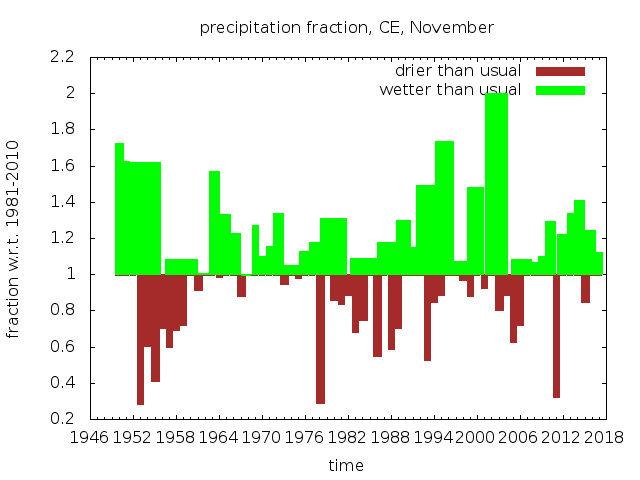 precipitation fraction, CE, November
drier than usual
wetter than usual
fraction w.r.t. 1981-2010
2.2
2
1.8
1.6
1.4
1.2
1
0.8
0.6
0.4
0.2
1946 1952 1958 1964 1970 1976 1982 1988 1994 2000 2006 2012 2018
time